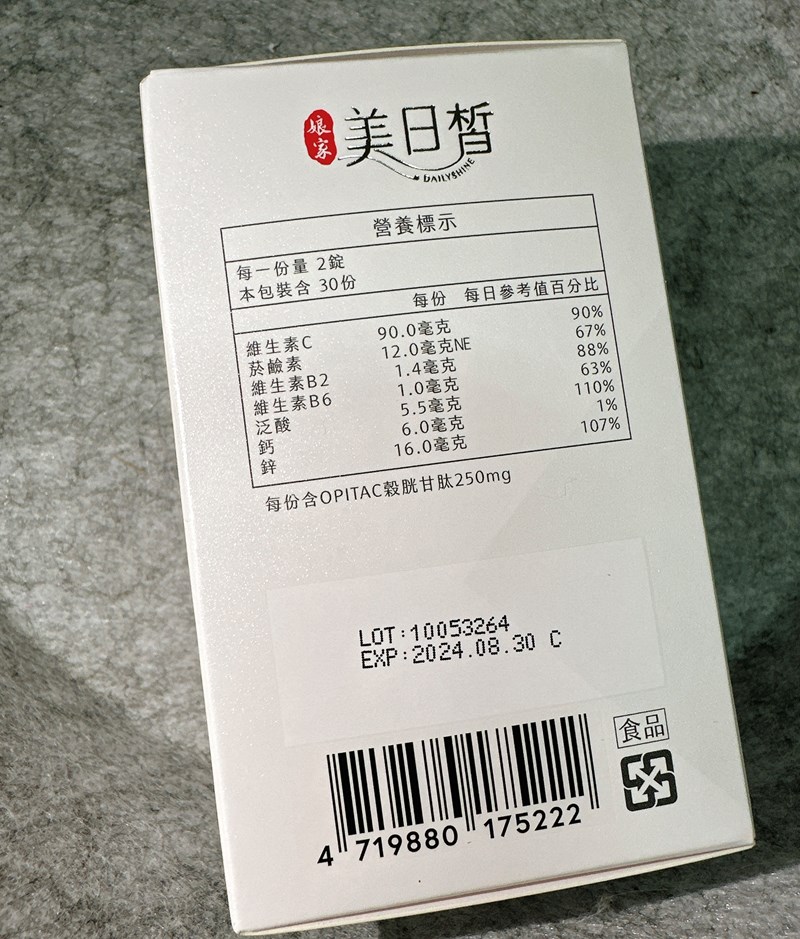 娘家
美日皙
DAILYSHINE
營養標示
每一份量 2錠
本包裝含 30份
每份 每日參考值百分比
維生素C 90.0毫克 90%
菸鹼素 12.0毫克NE 67%
維生素B2 1.4毫克 88%
維生素B6 1.0毫克 63%
泛酸 5.5毫克 110%
鈣 6.0毫克 1%
鋅 16.0毫克 107%
每份含OPITAC穀胱甘肽250mg
LOT:10053264
EXP:2024.08.30 C
食品
4 719880 175222